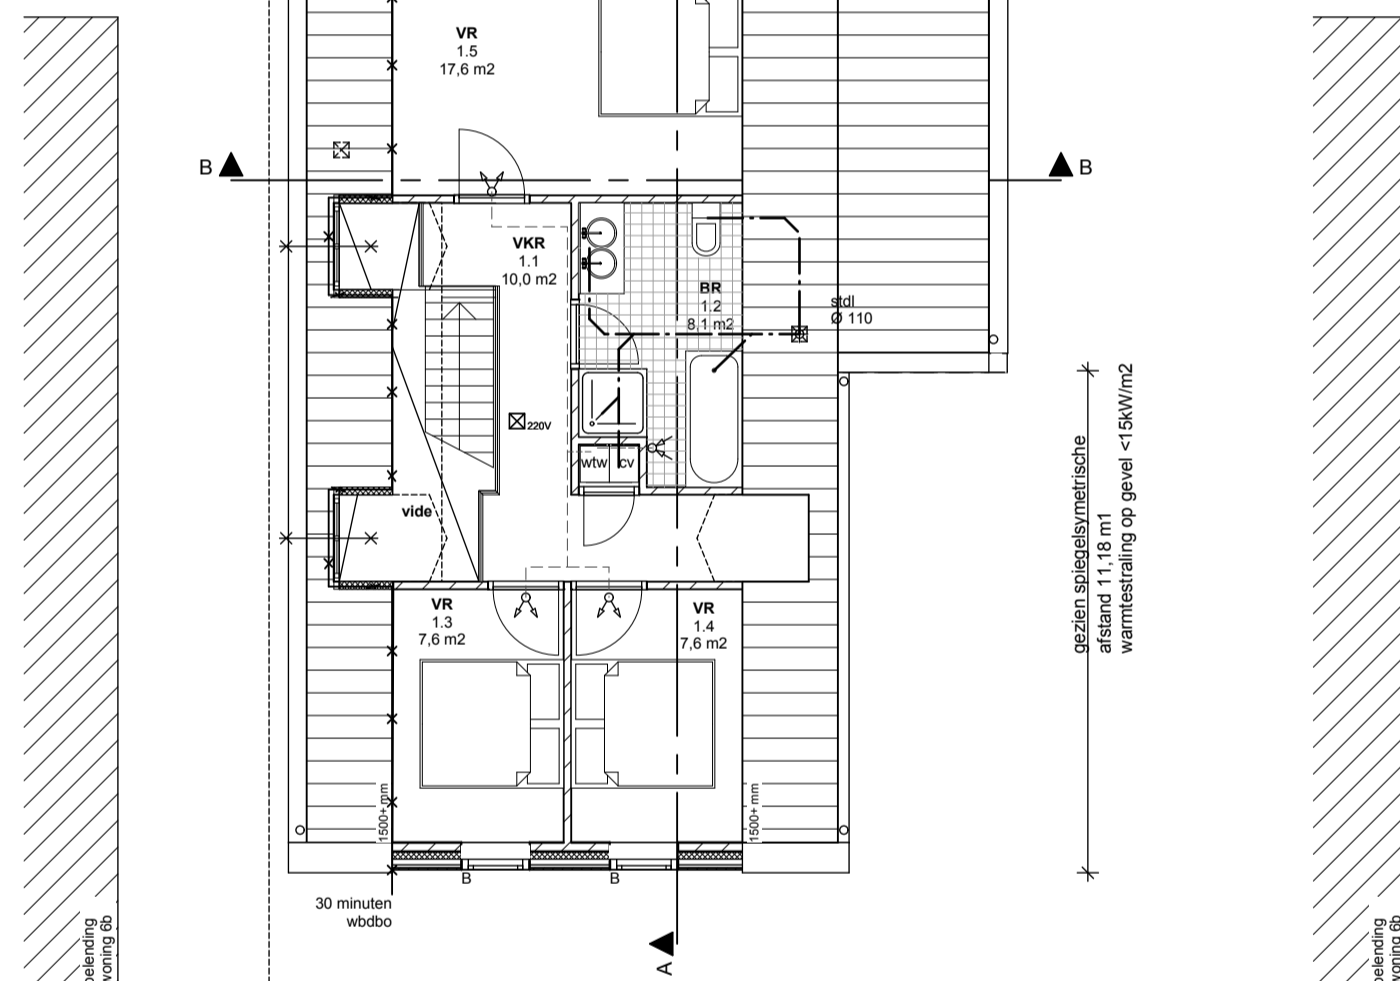 VR
1.5
17,6 m2
B
B
VKR
1.1
10,0 m2
BR
1.2
8,1 m2
stdl
Ø 110
220V
wtw
cv
vide
VR
1.3
7,6 m2
VR
1.4
7,6 m2
1500+ mm
1500+ mm
B
B
30 minuten
wbdbo
A
gezien spiegelsymetrische
afstand 11,18 m1
warmtestraling op gevel <15kW/m2
belending
woning 6b
belending
woning 6b